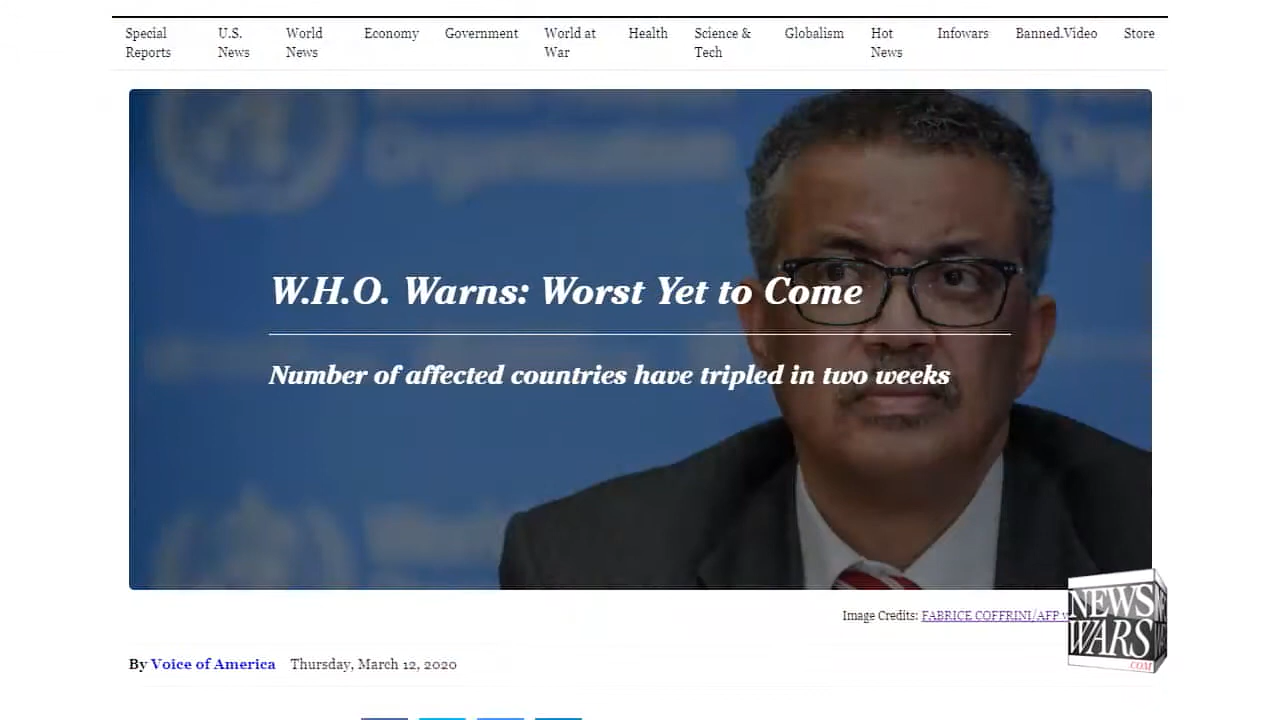 Special Reports
U.S. News
World News
Economy
Government
World at War
Health
Science & Tech
Globalism
Hot News
Infowars
Banned.Video
Store
Organization
W.H.O. Warns: Worst Yet to Come
Number of affected countries have tripled in two weeks
Image Credits: FABRICE COFFRINI/AFP
NEWS
WARS
.COM
By Voice of America Thursday, March 12, 2020